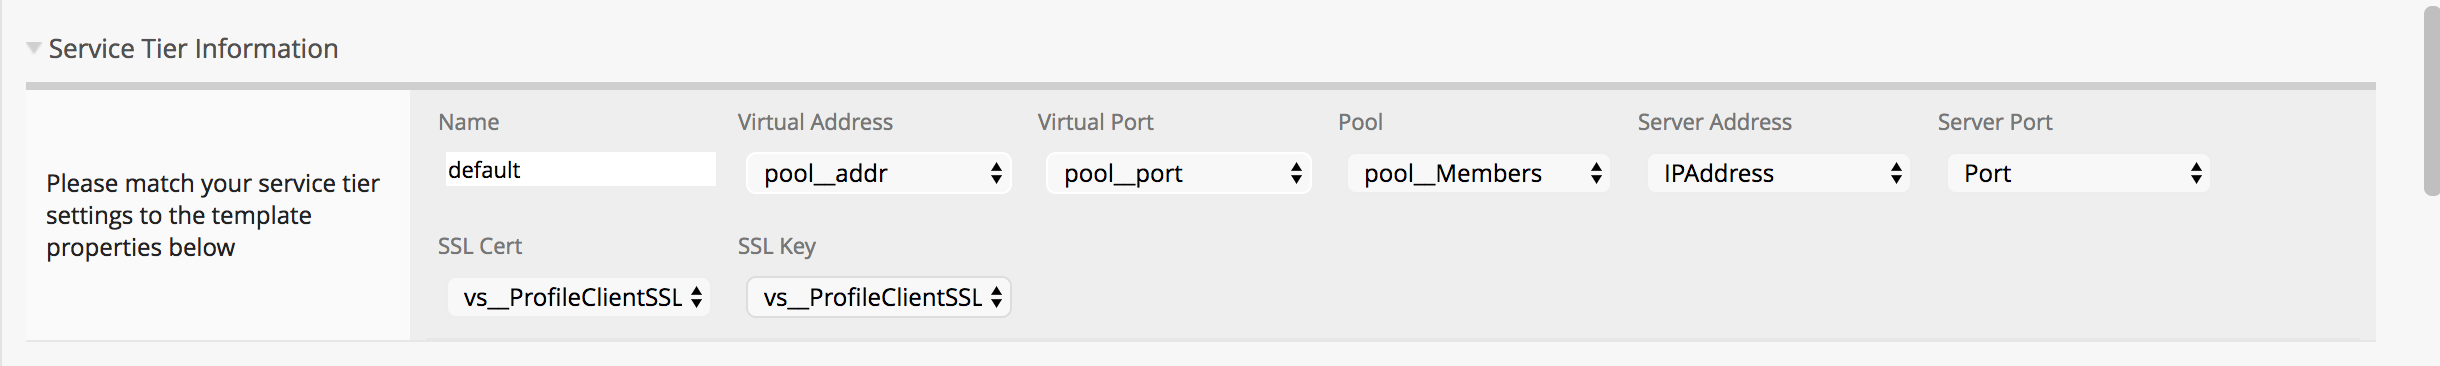 Service Tier Information
Please match your service tier
settings to the template
properties below
Name
Virtual Address
Virtual Port
Pool
Server Address
Server Port
default
pool__addr
pool__port
pool__Members
IPAddress
Port
SSL Cert
SSL Key
vs__ProfileClientSSL
vs__ProfileClientSSL